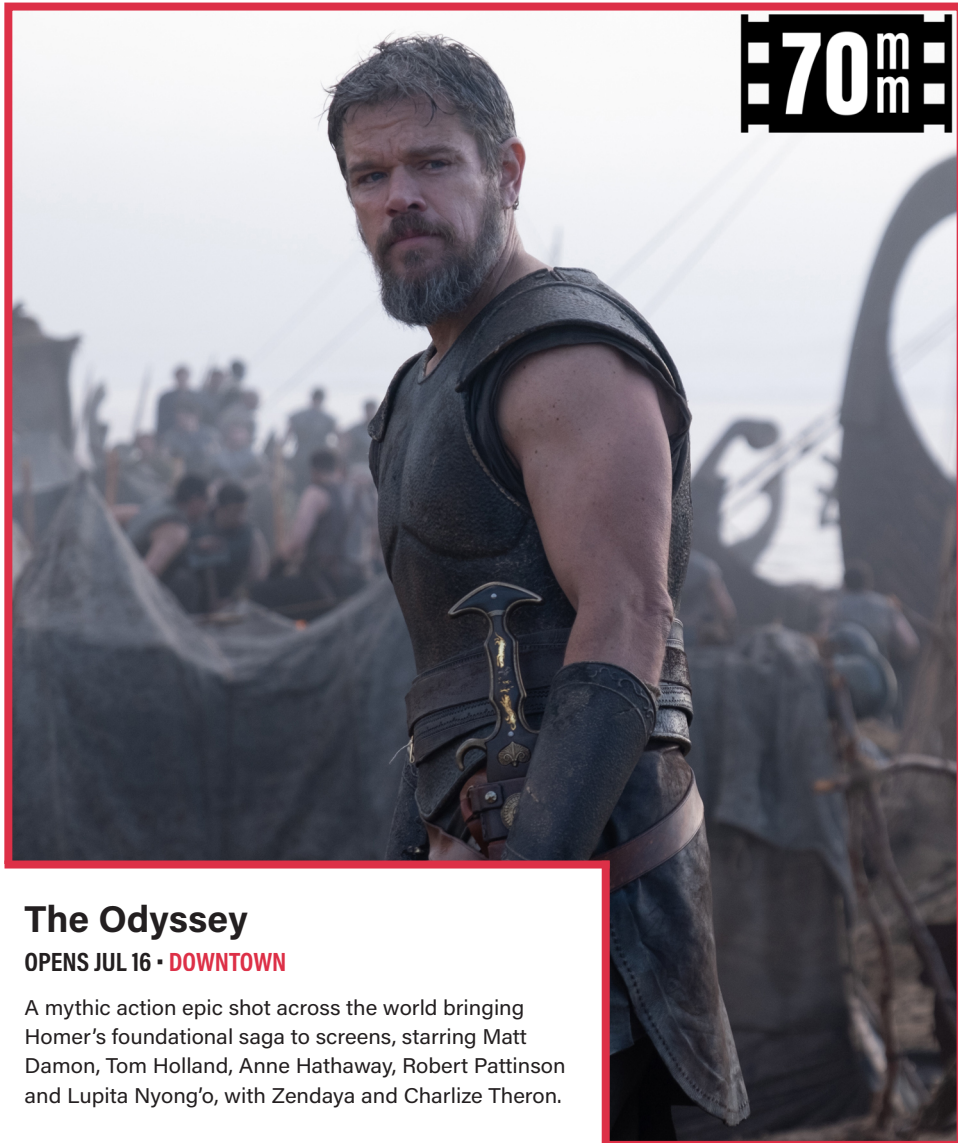 70mm
The Odyssey
OPENS JUL 16 · DOWNTOWN
A mythic action epic shot across the world bringing
Homer’s foundational saga to screens, starring Matt
Damon, Tom Holland, Anne Hathaway, Robert Pattinson
and Lupita Nyong’o, with Zendaya and Charlize Theron.